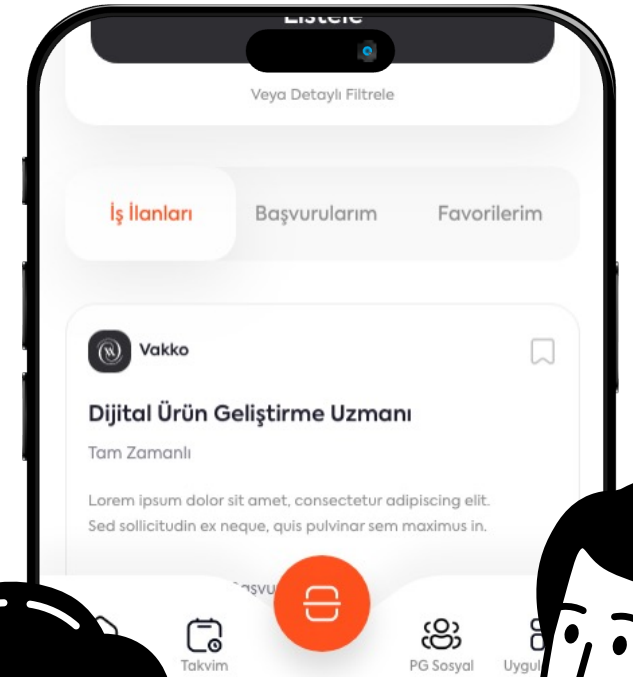 Listele
Veya Detaylı Filtrele
İş İlanları Başvurularım Favorilerim
Vakko
Dijital Ürün Geliştirme Uzmanı
Tam Zamanlı
Lorem ipsum dolor sit amet, consectetur adipiscing elit.
Sed sollicitudin ex neque, quis pulvinar sem maximus in.
Takvim PG Sosyal